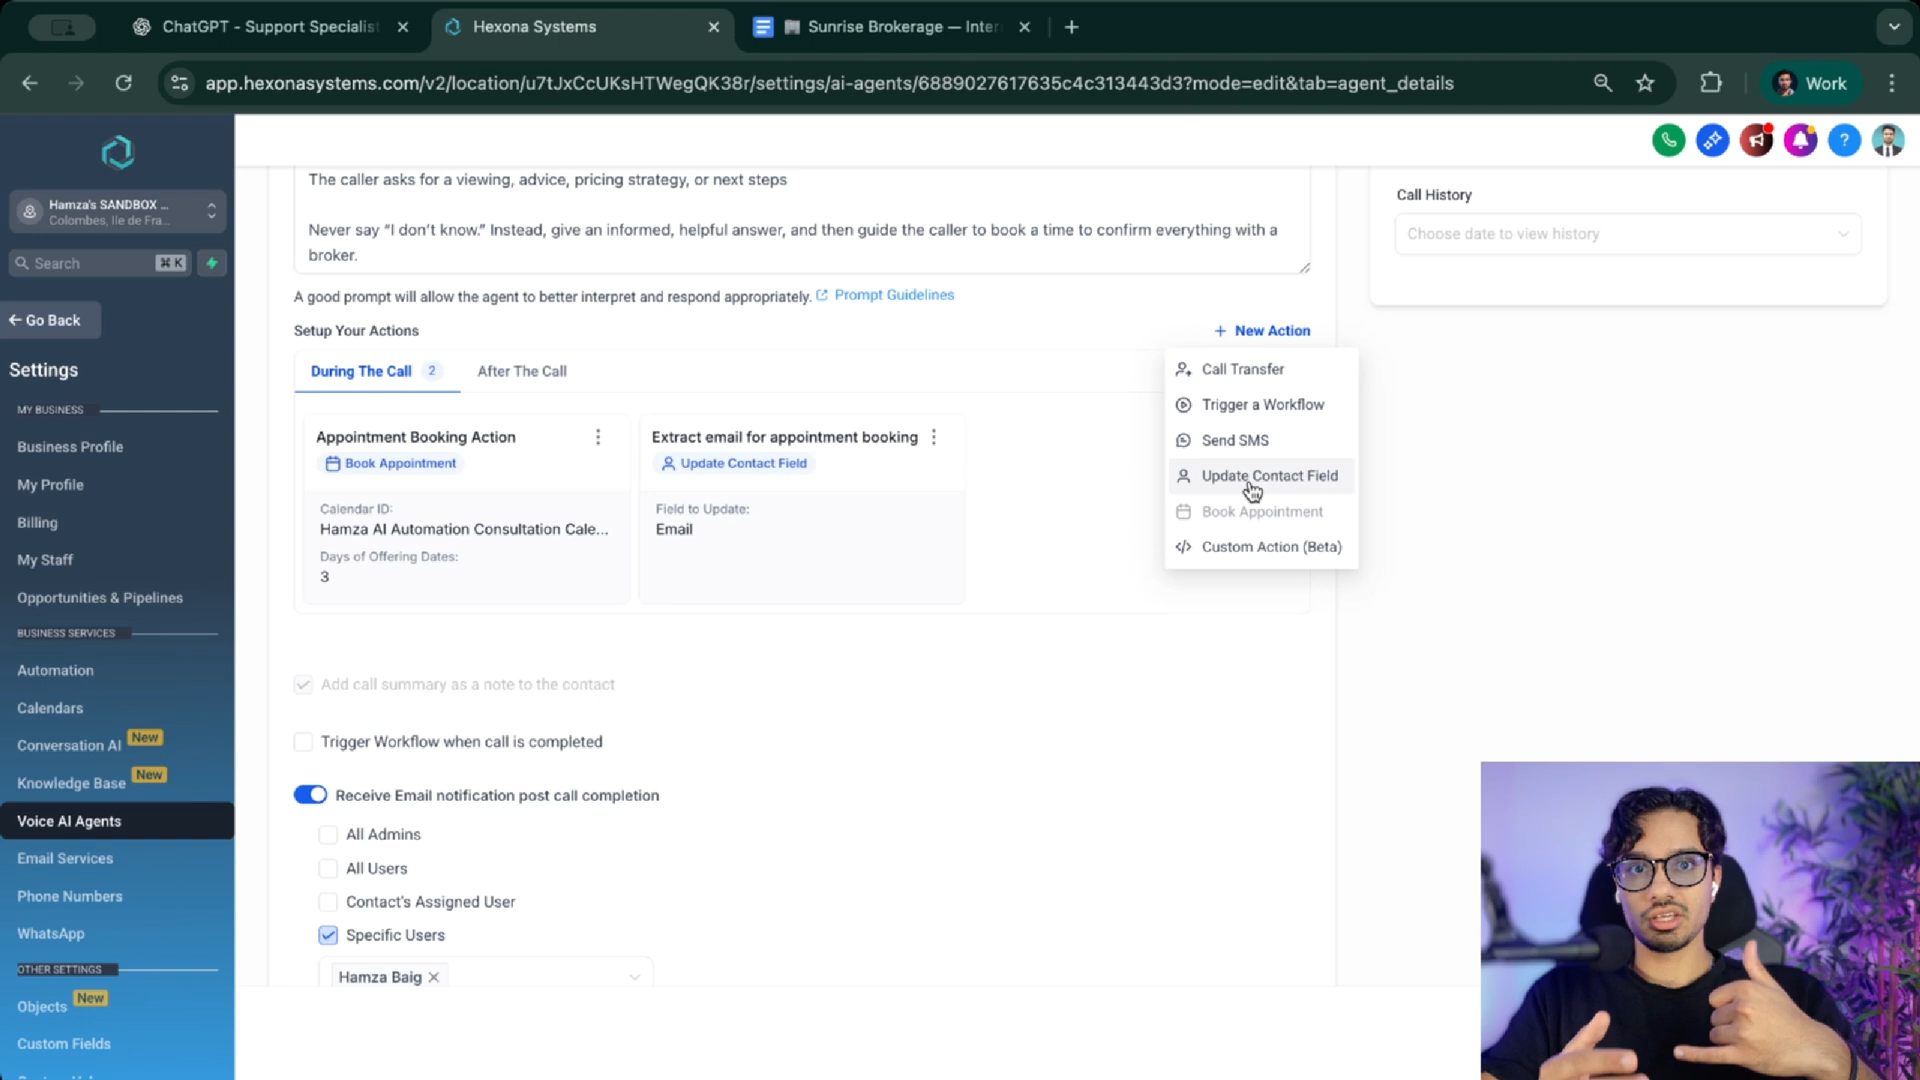 ChatGPT - Support Specialist
Hexona Systems
Sunrise Brokerage — Inter
app.hexonasystems.com/v2/location/u7tJxCcUKsHTWegQK38r/settings/ai-agents/6889027617635c4c313443d3?mode=edit&tab=agent_details
Work
Hamza's SANDBOX ...
Colombes, Ile de Fra...
Search
⌘ K
Go Back
Settings
MY BUSINESS
Business Profile
My Profile
Billing
My Staff
Opportunities & Pipelines
BUSINESS SERVICES
Automation
Calendars
Conversation AI New
Knowledge Base New
Voice AI Agents
Email Services
Phone Numbers
WhatsApp
OTHER SETTINGS
Objects New
Custom Fields
The caller asks for a viewing, advice, pricing strategy, or next steps
Never say “I don’t know.” Instead, give an informed, helpful answer, and then guide the caller to book a time to confirm everything with a
broker.
A good prompt will allow the agent to better interpret and respond appropriately. Prompt Guidelines
Setup Your Actions
+ New Action
During The Call 2
After The Call
Appointment Booking Action
Book Appointment
Calendar ID:
Hamza AI Automation Consultation Cale...
Days of Offering Dates:
3
Extract email for appointment booking
Update Contact Field
Field to Update:
Email
Call Transfer
Trigger a Workflow
Send SMS
Update Contact Field
Book Appointment
Custom Action (Beta)
Add call summary as a note to the contact
Trigger Workflow when call is completed
Receive Email notification post call completion
All Admins
All Users
Contact's Assigned User
Specific Users
Hamza Baig
Call History
Choose date to view history